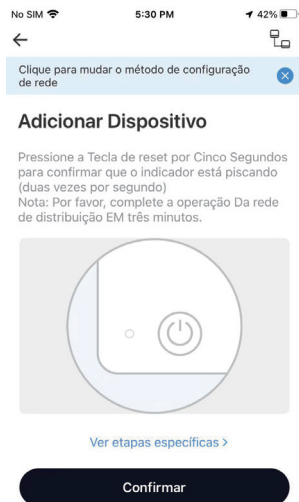 No SIM 5:30 PM 42%
Clique para mudar o método de configuração
de rede
Adicionar Dispositivo
Pressione a Tecla de reset por Cinco Segundos
para confirmar que o indicador está piscando
(duas vezes por segundo)
Nota: Por favor, complete a operação Da rede
de distribuição EM três minutos.
Ver etapas específicas >
Confirmar